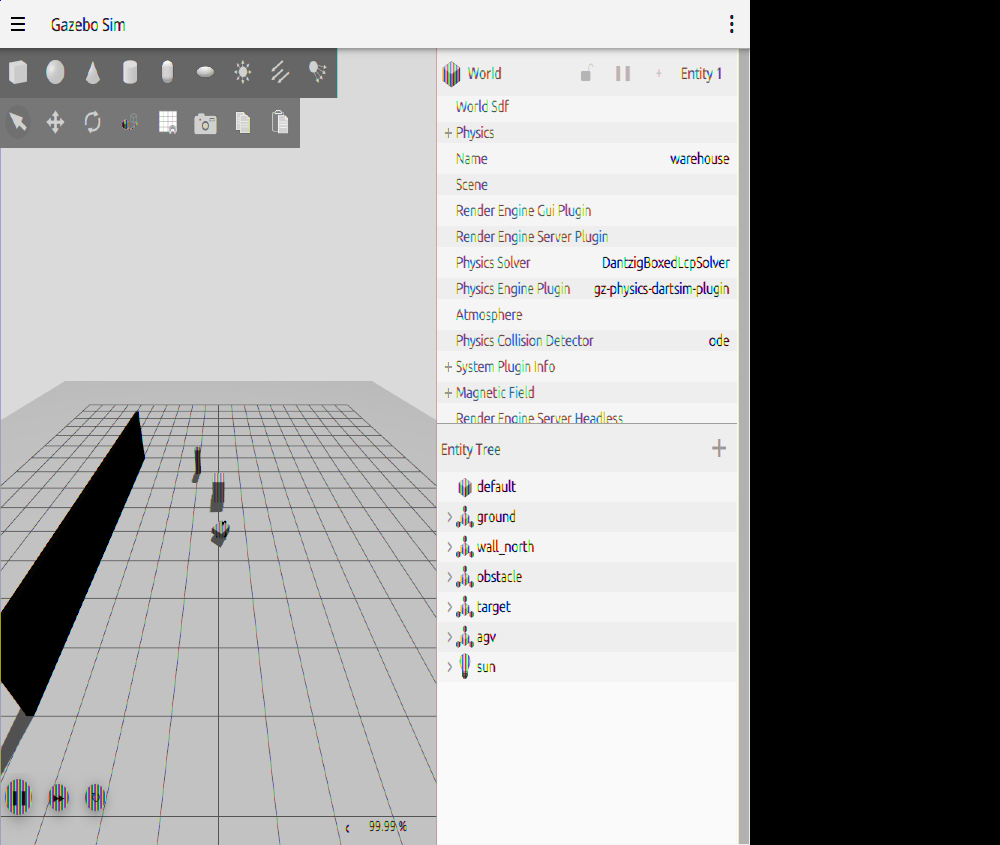 Gazebo Sim
World Entity 1
World Sdf
Physics
Name warehouse
Scene
Render Engine Gui Plugin
Render Engine Server Plugin
Physics Solver DantzigBoxedLcpSolver
Physics Engine Plugin gz-physics-dartsim-plugin
Atmosphere
Physics Collision Detector ode
System Plugin Info
Magnetic Field
Render Engine Server Headless
Entity Tree
default
ground
wall_north
obstacle
target
agv
sun
99.99 %